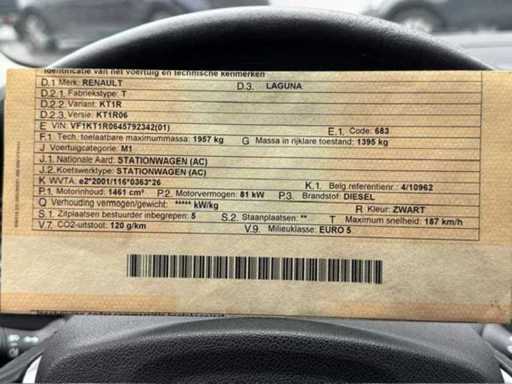 Identificatie van het voertuig en technische kenmerken
D.1 Merk: RENAULT D.3. LAGUNA
D.2.1. Fabriekstype: T
D.2.2. Variant: KT1R
D.2.3. Versie: KT1R06
E VIN: VF1KT1R0645792342(01) E.1. Code: 683
F.1 Tech. toelaatbare maximummassa: 1957 kg G Massa in rijklare toestand: 1395 kg
J Voertuigcategorie: M1
J.1 Nationale Aard: STATIONWAGEN (AC)
J.2 Koetswerktype: STATIONWAGEN (AC)
K WVTA. e2*2001/116*0363*26 K.1. Belg.referentienr.: 4/10962
P.1. Motorinhoud: 1461 cm³ P.2. Motorvermogen: 81 kW P.3. Brandstof: DIESEL
Q Verhouding vermogen/gewicht: ***** kW/kg R Kleur: ZWART
S.1 Zitplaatsen bestuurder inbegrepen: 5 S.2. Staanplaatsen: ** T Maximum snelheid: 187 km/h
V.7. CO2-uitstoot: 120 g/km V.9. Milieuklasse: EURO 5